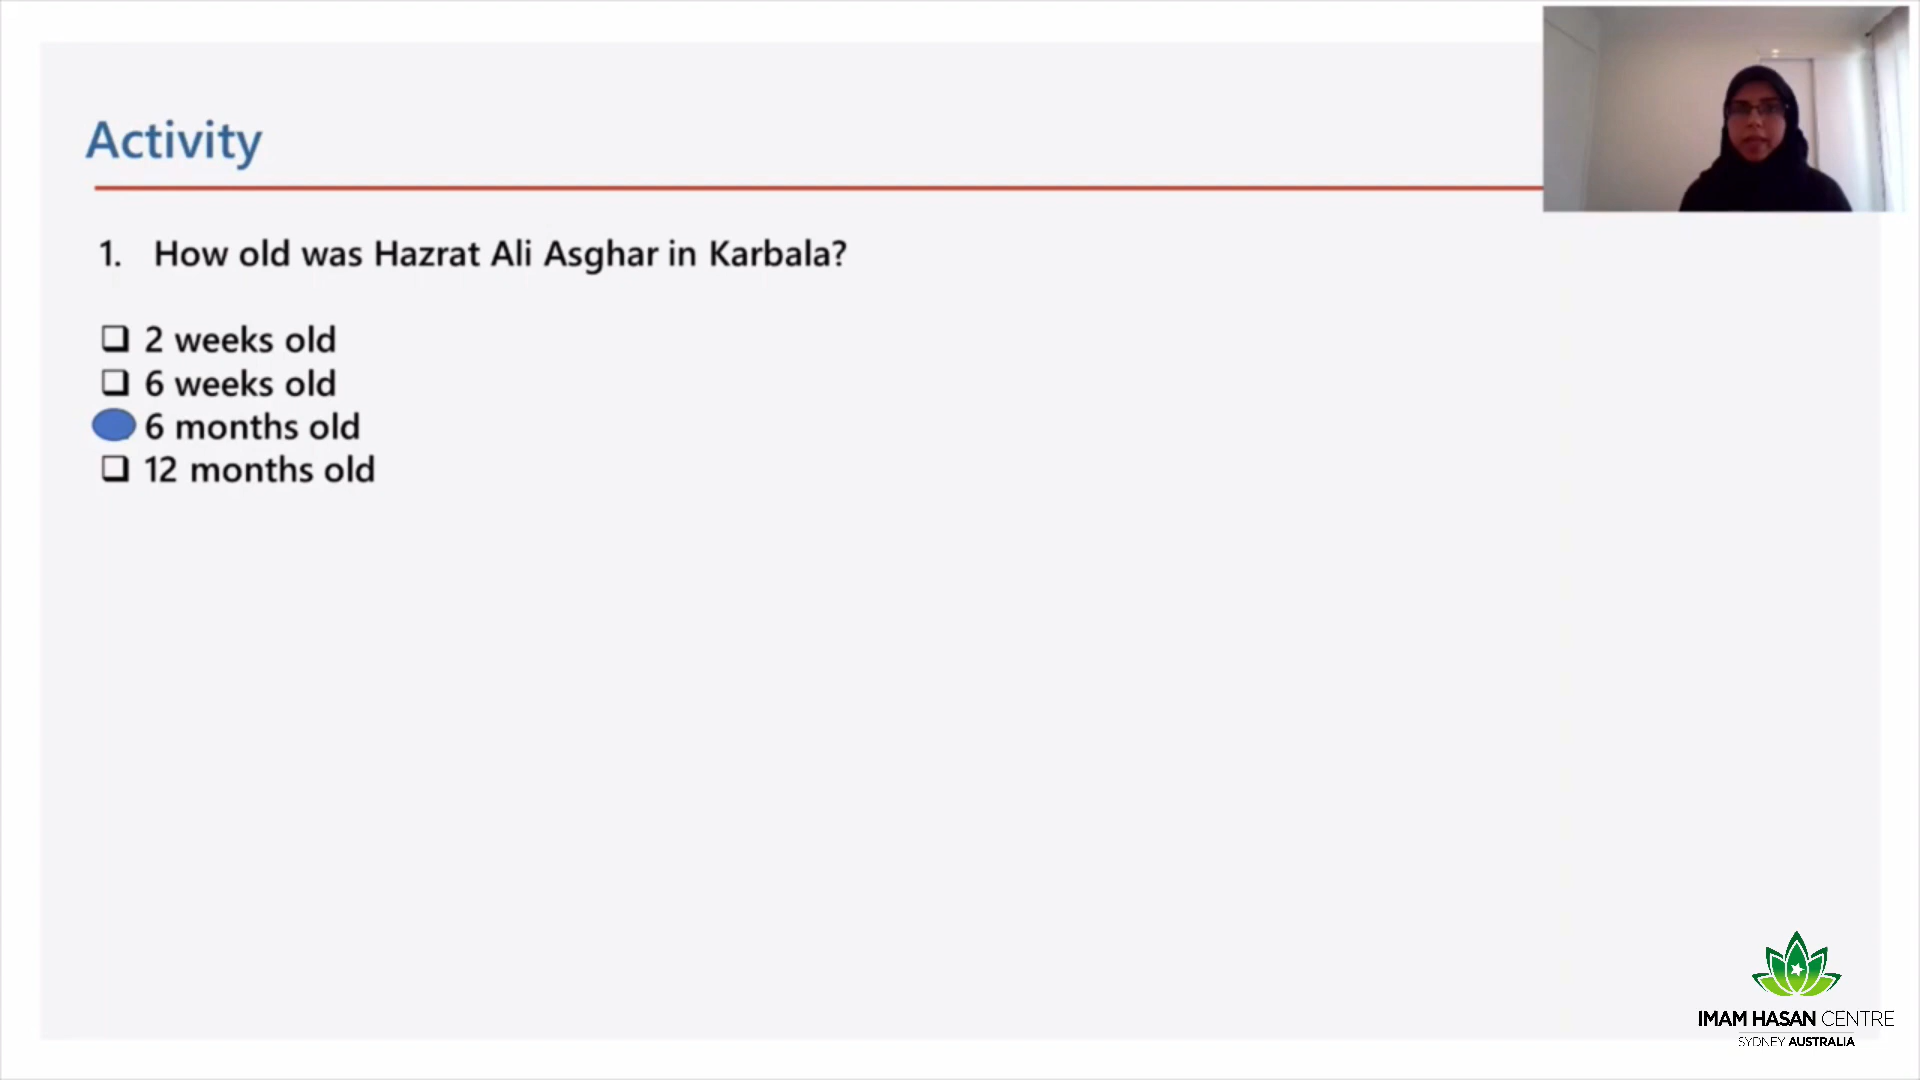 Activity
1. How old was Hazrat Ali Asghar in Karbala?
2 weeks old
6 weeks old
6 months old
12 months old
IMAM HASAN CENTRE
SYDNEY AUSTRALIA